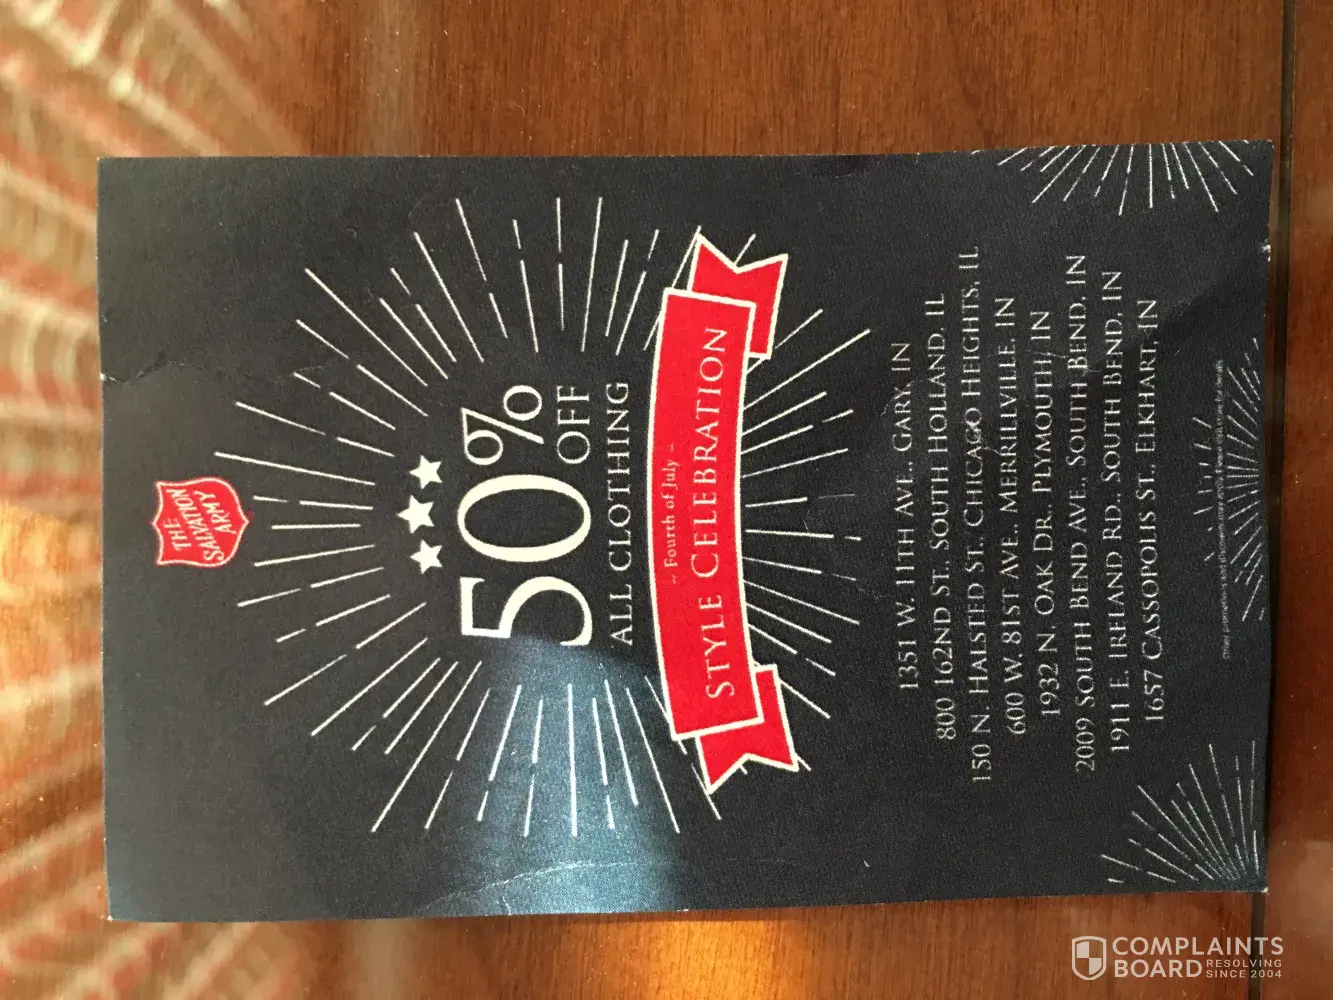 THE
SALVATION
ARMY
50%
OFF
ALL CLOTHING
~ Fourth of July ~
STYLE CELEBRATION
1351 W. 11TH AVE., GARY, IN
800 162ND ST., SOUTH HOLLAND, IL
150 N. HALSTED ST., CHICAGO HEIGHTS, IL
600 W. 81ST AVE., MERRILLVILLE, IN
1932 N. OAK DR., PLYMOUTH, IN
2009 SOUTH BEND AVE., SOUTH BEND, IN
1911 E. IRELAND RD., SOUTH BEND, IN
1657 CASSOPOLIS ST., ELKHART, IN
COMPLAINTS
BOARD RESOLVING
SINCE 2004